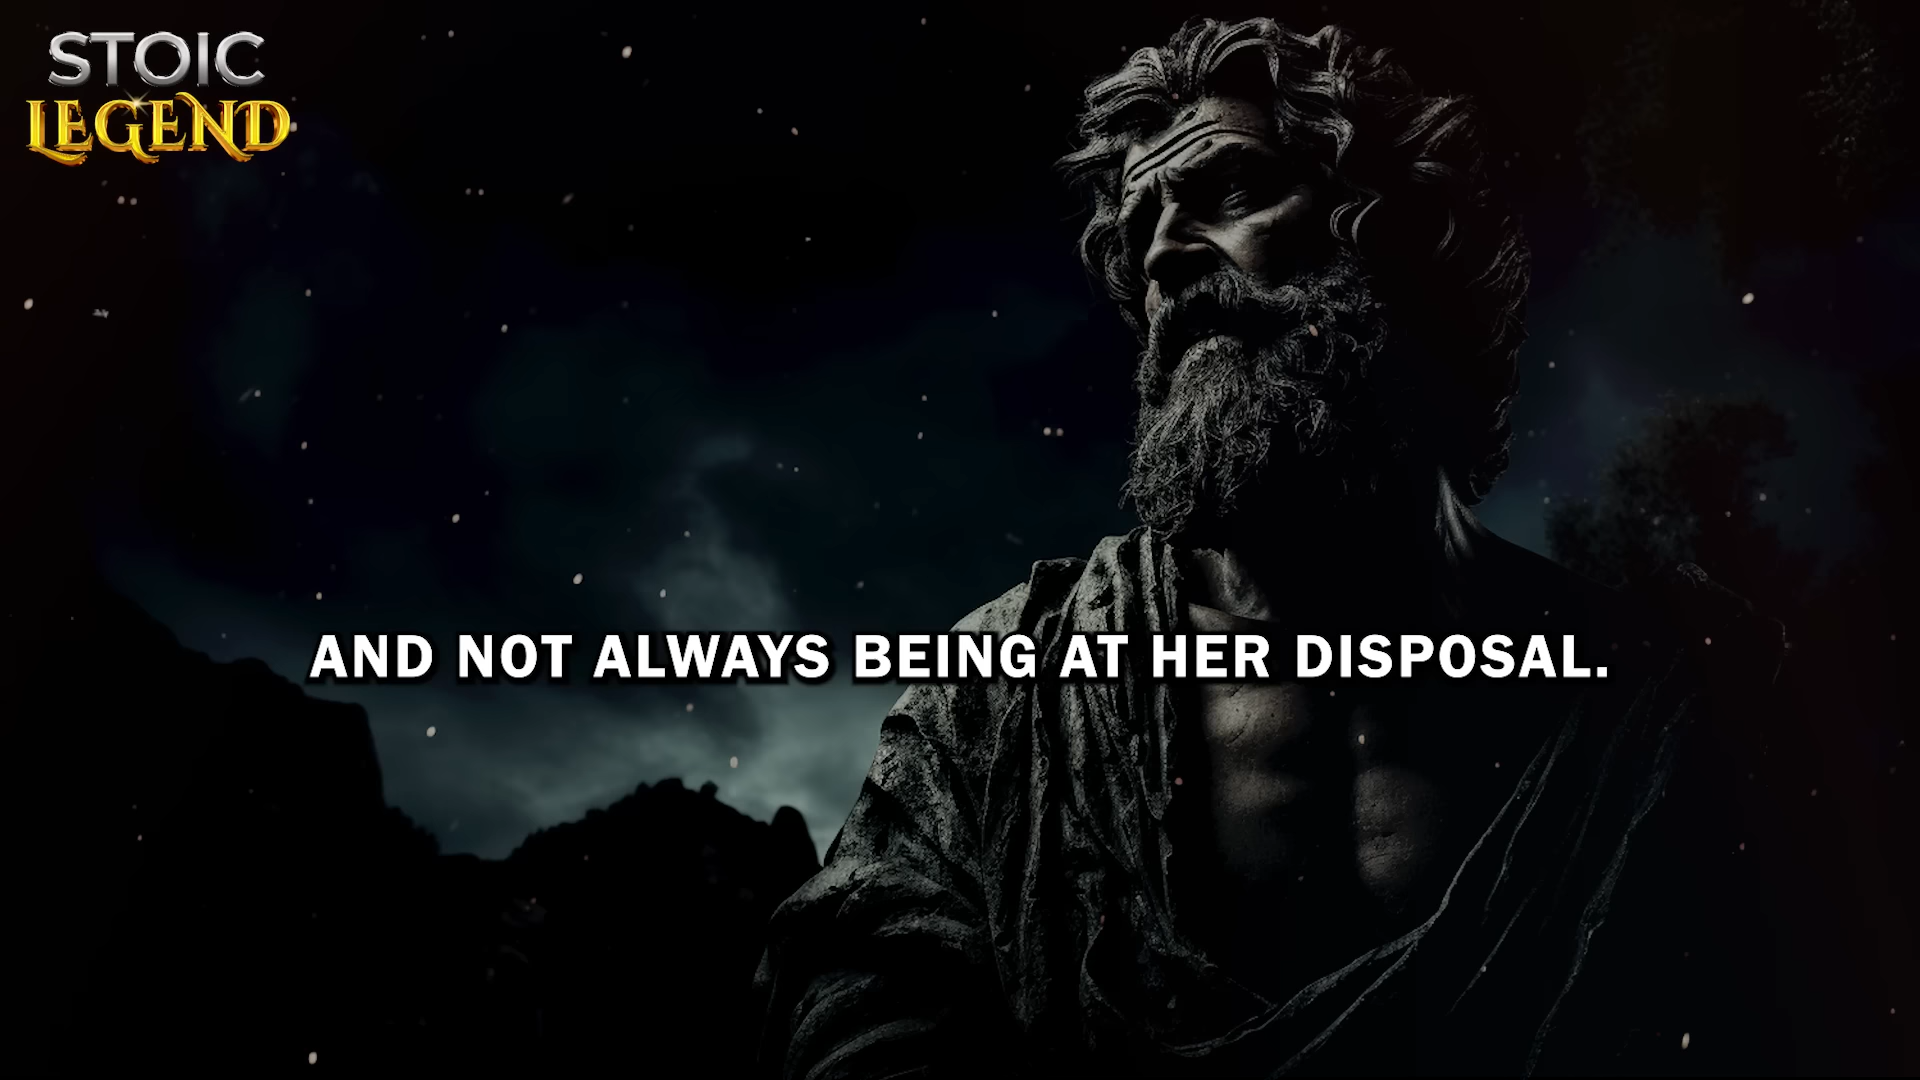 STOIC
LEGEND
AND NOT ALWAYS BEING AT HER DISPOSAL.